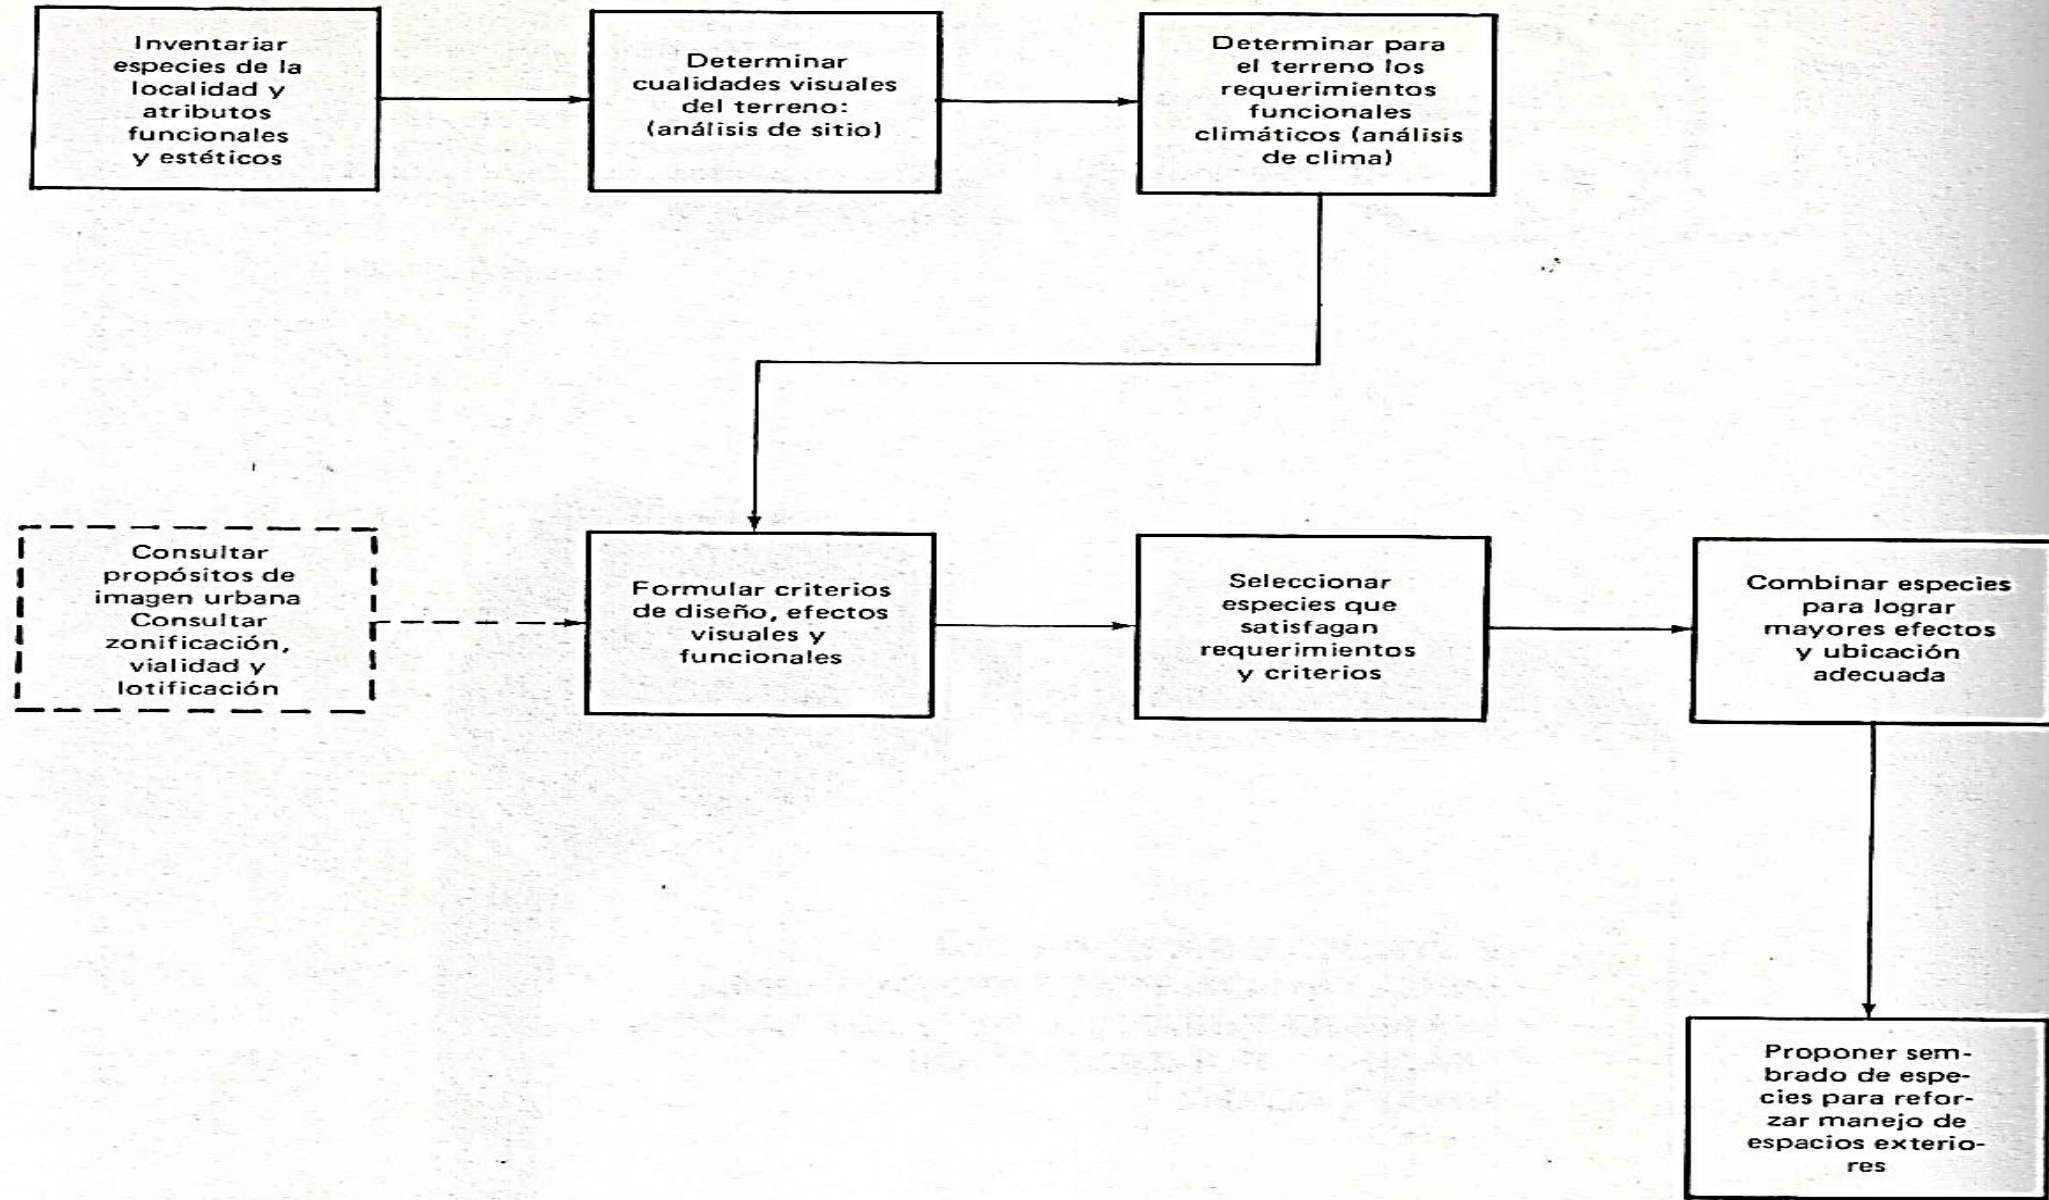 Inventariar
especies de la
localidad y
atributos
funcionales
y estéticos
Determinar
cualidades visuales
del terreno:
(análisis de sitio)
Determinar para
el terreno los
requerimientos
funcionales
climáticos (análisis
de clima)
Consultar
propósitos de
imagen urbana
Consultar
zonificación,
vialidad y
lotificación
Formular criterios
de diseño, efectos
visuales y
funcionales
Seleccionar
especies que
satisfagan
requerimientos
y criterios
Combinar especies
para lograr
mayores efectos
y ubicación
adecuada
Proponer sem-
brado de espe-
cies para refor-
zar manejo de
espacios exterio-
res